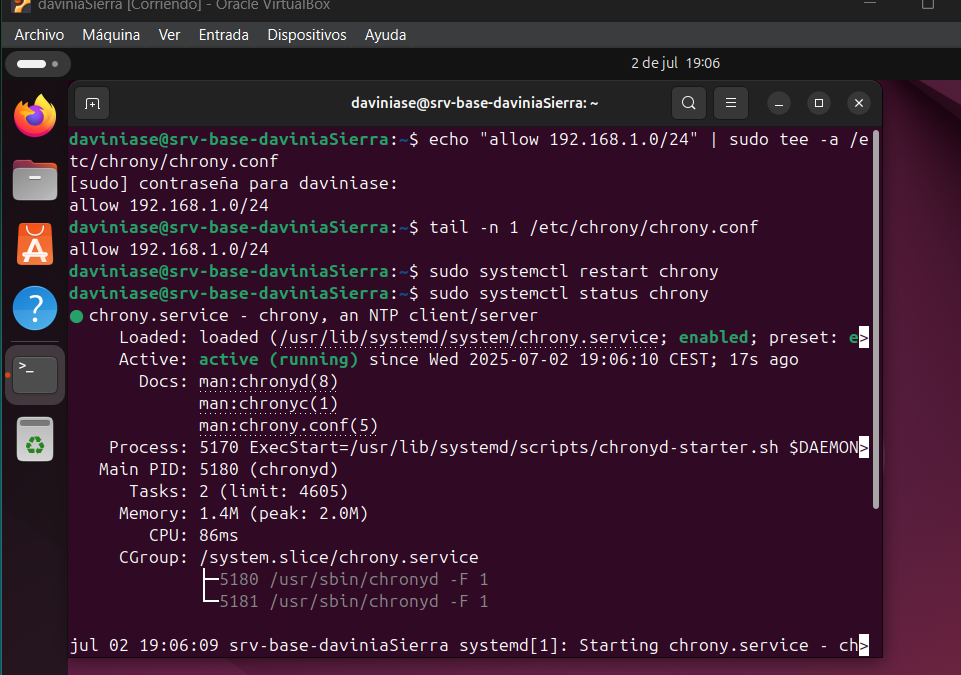 daviniaSierra [Corriendo] - Oracle VirtualBox
Archivo Máquina Ver Entrada Dispositivos Ayuda
2 de jul 19:06
daviniase@srv-base-daviniaSierra: ~
daviniase@srv-base-daviniaSierra:~$ echo "allow 192.168.1.0/24" | sudo tee -a /e
tc/chrony/chrony.conf
[sudo] contraseña para daviniase:
allow 192.168.1.0/24
daviniase@srv-base-daviniaSierra:~$ tail -n 1 /etc/chrony/chrony.conf
allow 192.168.1.0/24
daviniase@srv-base-daviniaSierra:~$ sudo systemctl restart chrony
daviniase@srv-base-daviniaSierra:~$ sudo systemctl status chrony
● chrony.service - chrony, an NTP client/server
Loaded: loaded (/usr/lib/systemd/system/chrony.service; enabled; preset: e>
Active: active (running) since Wed 2025-07-02 19:06:10 CEST; 17s ago
Docs: man:chronyd(8)
man:chronyc(1)
man:chrony.conf(5)
Process: 5170 ExecStart=/usr/lib/systemd/scripts/chronyd-starter.sh $DAEMON>
Main PID: 5180 (chronyd)
Tasks: 2 (limit: 4605)
Memory: 1.4M (peak: 2.0M)
CPU: 86ms
CGroup: /system.slice/chrony.service
├─5180 /usr/sbin/chronyd -F 1
└─5181 /usr/sbin/chronyd -F 1
jul 02 19:06:09 srv-base-daviniaSierra systemd[1]: Starting chrony.service - ch>